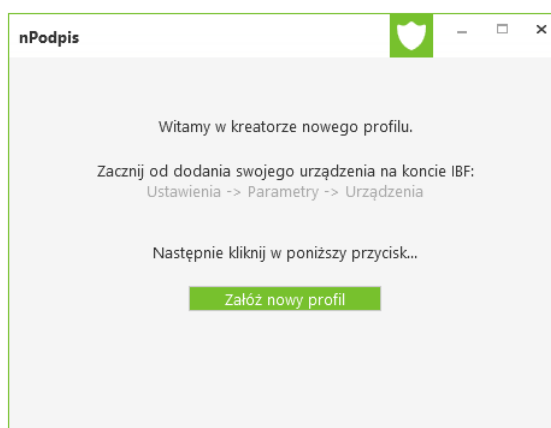 nPodpis
Witamy w kreatorze nowego profilu.
Zacznij od dodania swojego urządzenia na koncie IBF:
Ustawienia -> Parametry -> Urządzenia
Następnie kliknij w poniższy przycisk...
Załóż nowy profil